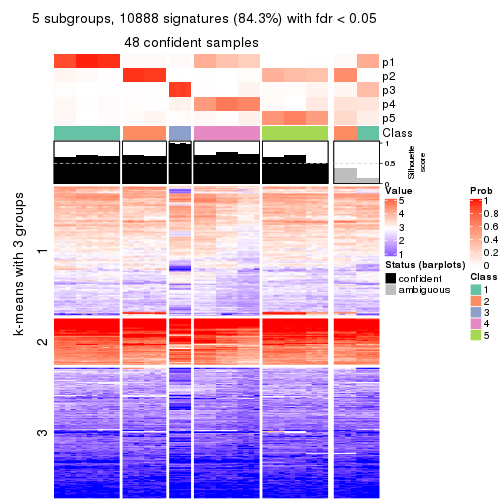 5 subgroups, 10888 signatures (84.3%) with fdr < 0.05
48 confident samples
p1
p2
p3
p4
p5
Class
1
0.5
0
Silhouette
score
k-means with 3 groups
1
2
3
Value
5
4
3
2
1
Status (barplots)
confident
ambiguous
Prob
1
0.8
0.6
0.4
0.2
0
Class
1
2
3
4
5